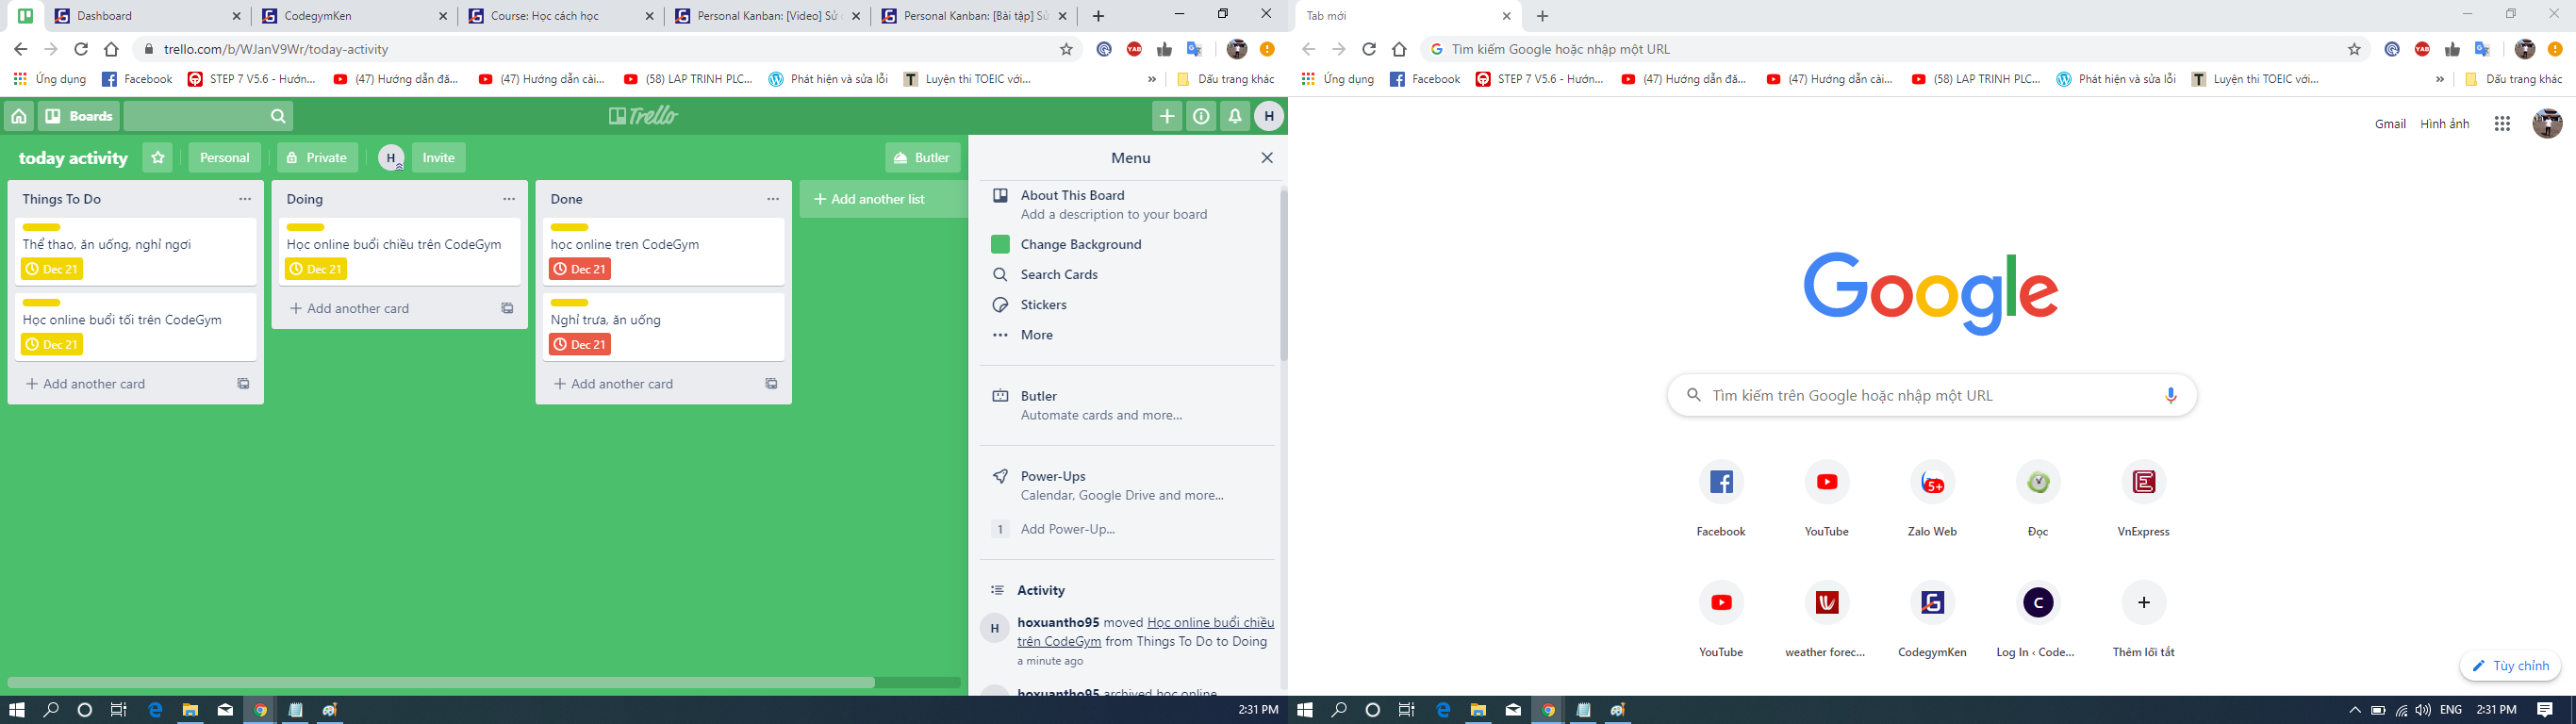 Dashboard
CodegymKen
Course: Học cách học
Personal Kanban: [Video] Sử
Personal Kanban: [Bài tập] Sử
trello.com/b/WJanV9Wr/today-activity
Ứng dụng
Facebook
STEP 7 V5.6 - Hướn...
(47) Hướng dẫn đă...
(47) Hướng dẫn cài...
(58) LAP TRINH PLC...
Phát hiện và sửa lỗi
Luyện thi TOEIC với...
»
Dấu trang khác
Boards
Trello
H
today activity
Personal
Private
H
Invite
Butler
Things To Do
Thể thao, ăn uống, nghỉ ngơi
Dec 21
Học online buổi tối trên CodeGym
Dec 21
+ Add another card
Doing
Học online buổi chiều trên CodeGym
Dec 21
+ Add another card
Done
học online tren CodeGym
Dec 21
Nghỉ trưa, ăn uống
Dec 21
+ Add another card
+ Add another list
Menu
About This Board
Add a description to your board
Change Background
Search Cards
Stickers
More
Butler
Automate cards and more...
Power-Ups
Calendar, Google Drive and more...
1 Add Power-Up...
Activity
H
hoxuantho95 moved Học online buổi chiều
trên CodeGym from Things To Do to Doing
a minute ago
hoxuantho95 archived học online
2:31 PM
Tab mới
Tìm kiếm Google hoặc nhập một URL
Ứng dụng
Facebook
STEP 7 V5.6 - Hướn...
(47) Hướng dẫn đă...
(47) Hướng dẫn cài...
(58) LAP TRINH PLC...
Phát hiện và sửa lỗi
Luyện thi TOEIC với...
»
Dấu trang khác
Gmail
Hình ảnh
Google
Tìm kiếm trên Google hoặc nhập một URL
5+
Facebook
YouTube
Zalo Web
Đọc
VnExpress
C
YouTube
weather forec...
CodegymKen
Log In ‹ Code...
Thêm lối tắt
Tùy chỉnh
ENG
2:31 PM